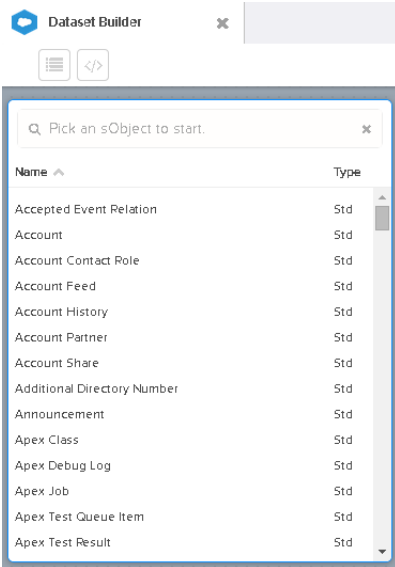 Dataset Builder
</>
Pick an sObject to start.
Name Type
Accepted Event Relation Std
Account Std
Account Contact Role Std
Account Feed Std
Account History Std
Account Partner Std
Account Share Std
Additional Directory Number Std
Announcement Std
Apex Class Std
Apex Debug Log Std
Apex Job Std
Apex Test Queue Item Std
Apex Test Result Std